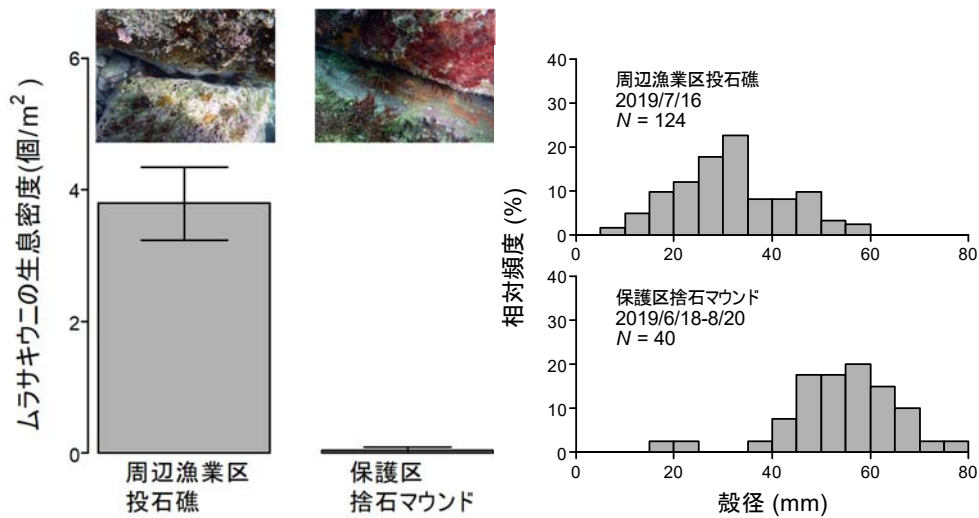 ムラサキウニの生息密度(個/m²)
6
4
2
0
周辺漁業区
投石礁
保護区
捨石マウンド
相対頻度 (%)
40
30
20
10
0
周辺漁業区投石礁
2019/7/16
N = 124
0
20
40
60
80
40
30
20
10
0
保護区捨石マウンド
2019/6/18-8/20
N = 40
0
20
40
60
80
殻径 (mm)